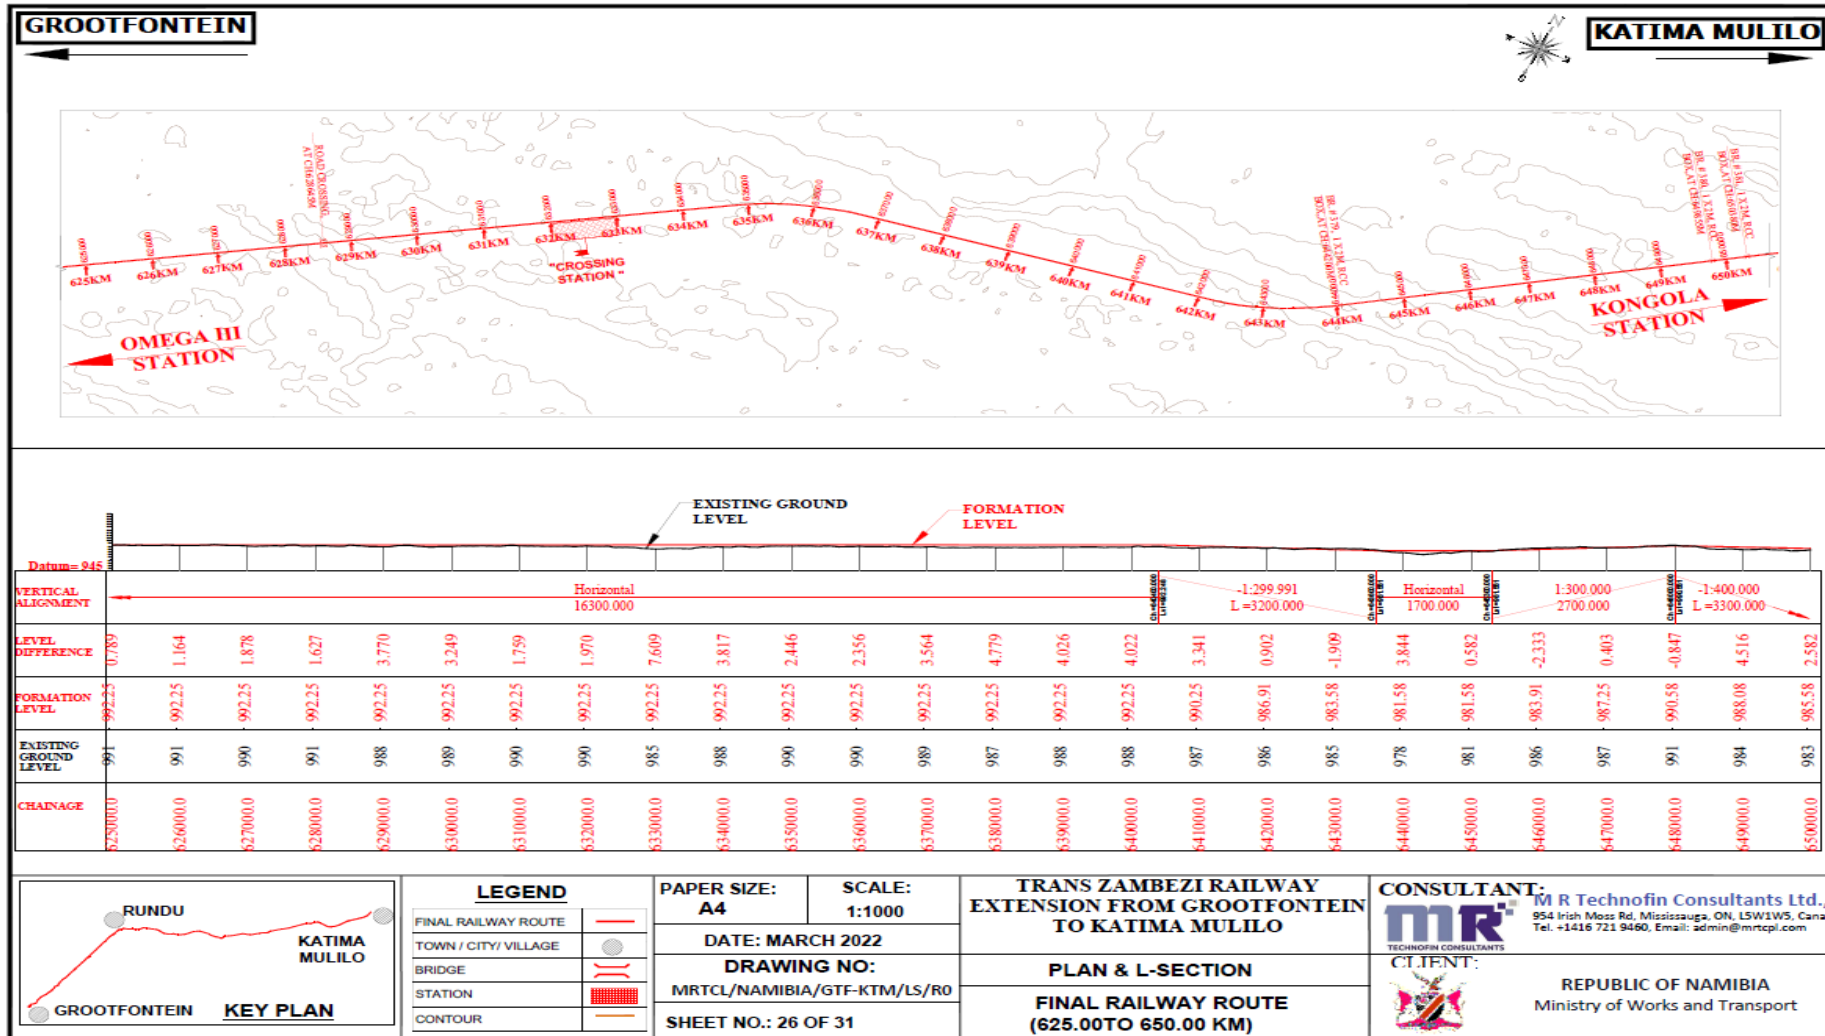 GROOTFONTEIN
KATIMA MULILO
N
S
ROAD CROSSING
625KM
626KM
627KM
628KM
629KM
630KM
631KM
632KM
633KM
634KM
635KM
636KM
637KM
638KM
639KM
640KM
641KM
642KM
643KM
644KM
645KM
646KM
647KM
648KM
649KM
650KM
"CROSSING
STATION "
OMEGA III
STATION
KONGOLA
STATION
EXISTING GROUND
LEVEL
FORMATION
LEVEL
Datum= 945
VERTICAL
ALIGNMENT
Horizontal
16300.000
-1:299.991
L =3200.000
Horizontal
1700.000
1:300.000
2700.000
-1:400.000
L =3300.000
LEVEL
DIFFERENCE
0.789 1.164 1.878 1.627 3.770 3.249 1.759 1.970 7.609 3.817 2.446 2.356 3.564 4.779 4.026 4.022 3.341 0.902 -1.909 3.844 0.582 -2.333 0.403 -0.847 4.516 2.582
FORMATION
LEVEL
992.25 992.25 992.25 992.25 992.25 992.25 992.25 992.25 992.25 992.25 992.25 992.25 992.25 992.25 992.25 992.25 990.25 986.91 983.58 981.58 981.58 983.91 987.25 990.58 988.08 985.58
EXISTING
GROUND
LEVEL
991 991 990 991 988 989 990 990 985 988 990 990 989 987 988 988 987 986 985 978 981 986 987 991 984 983
CHAINAGE
625000.0 626000.0 627000.0 628000.0 629000.0 630000.0 631000.0 632000.0 633000.0 634000.0 635000.0 636000.0 637000.0 638000.0 639000.0 640000.0 641000.0 642000.0 643000.0 644000.0 645000.0 646000.0 647000.0 648000.0 649000.0 650000.0
RUNDU
KATIMA
MULILO
GROOTFONTEIN
KEY PLAN
LEGEND
FINAL RAILWAY ROUTE
TOWN / CITY/ VILLAGE
BRIDGE
STATION
CONTOUR
PAPER SIZE:
A4
SCALE:
1:1000
DATE: MARCH 2022
DRAWING NO:
MRTCL/NAMIBIA/GTF-KTM/LS/R0
SHEET NO.: 26 OF 31
TRANS ZAMBEZI RAILWAY
EXTENSION FROM GROOTFONTEIN
TO KATIMA MULILO
PLAN & L-SECTION
FINAL RAILWAY ROUTE
(625.00TO 650.00 KM)
CONSULTANT:
MR
TECHNOFIN CONSULTANTS
M R Technofin Consultants Ltd.,
954 Irish Moss Rd, Mississauga, ON, L5W1W5, Cana
Tel. +1416 721 9460, Email: admin@mrtcpl.com
CLIENT:
REPUBLIC OF NAMIBIA
Ministry of Works and Transport